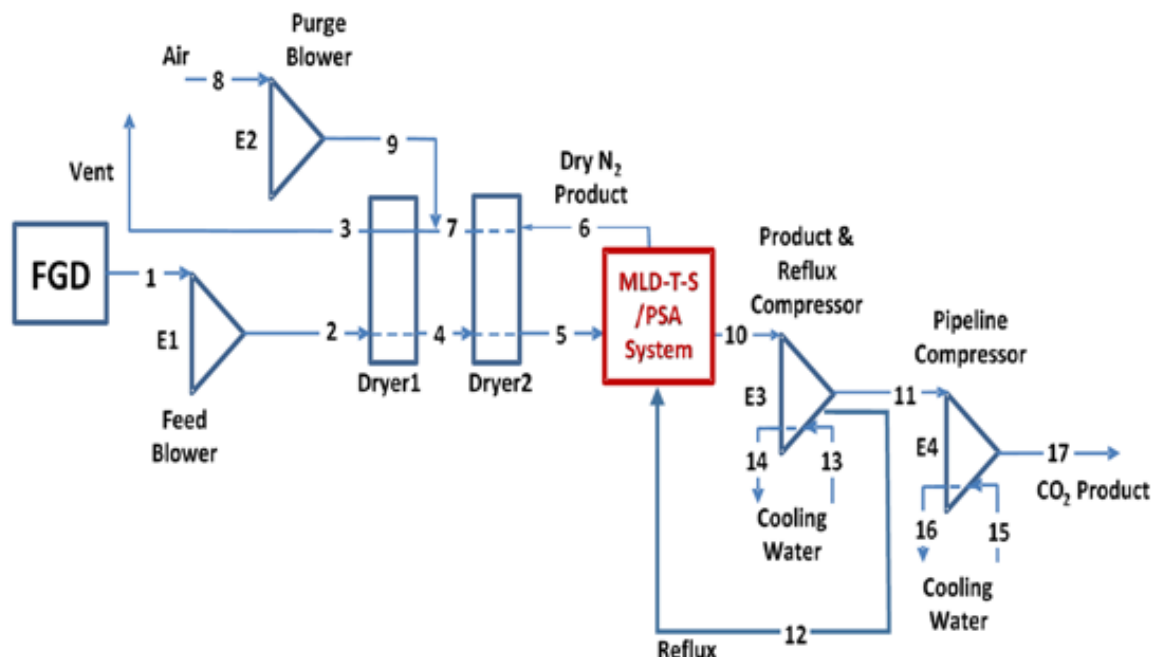 Purge
Blower
Air
8
E2
9
Vent
Dry N₂
Product
3
7
6
FGD
1
E1
2
4
5
Dryer1
Dryer2
Feed
Blower
MLD-T-S
/PSA
System
Product &
Reflux
Compressor
10
E3
14
13
Cooling
Water
Pipeline
Compressor
11
E4
17
CO₂ Product
16
15
Cooling
Water
12
Reflux